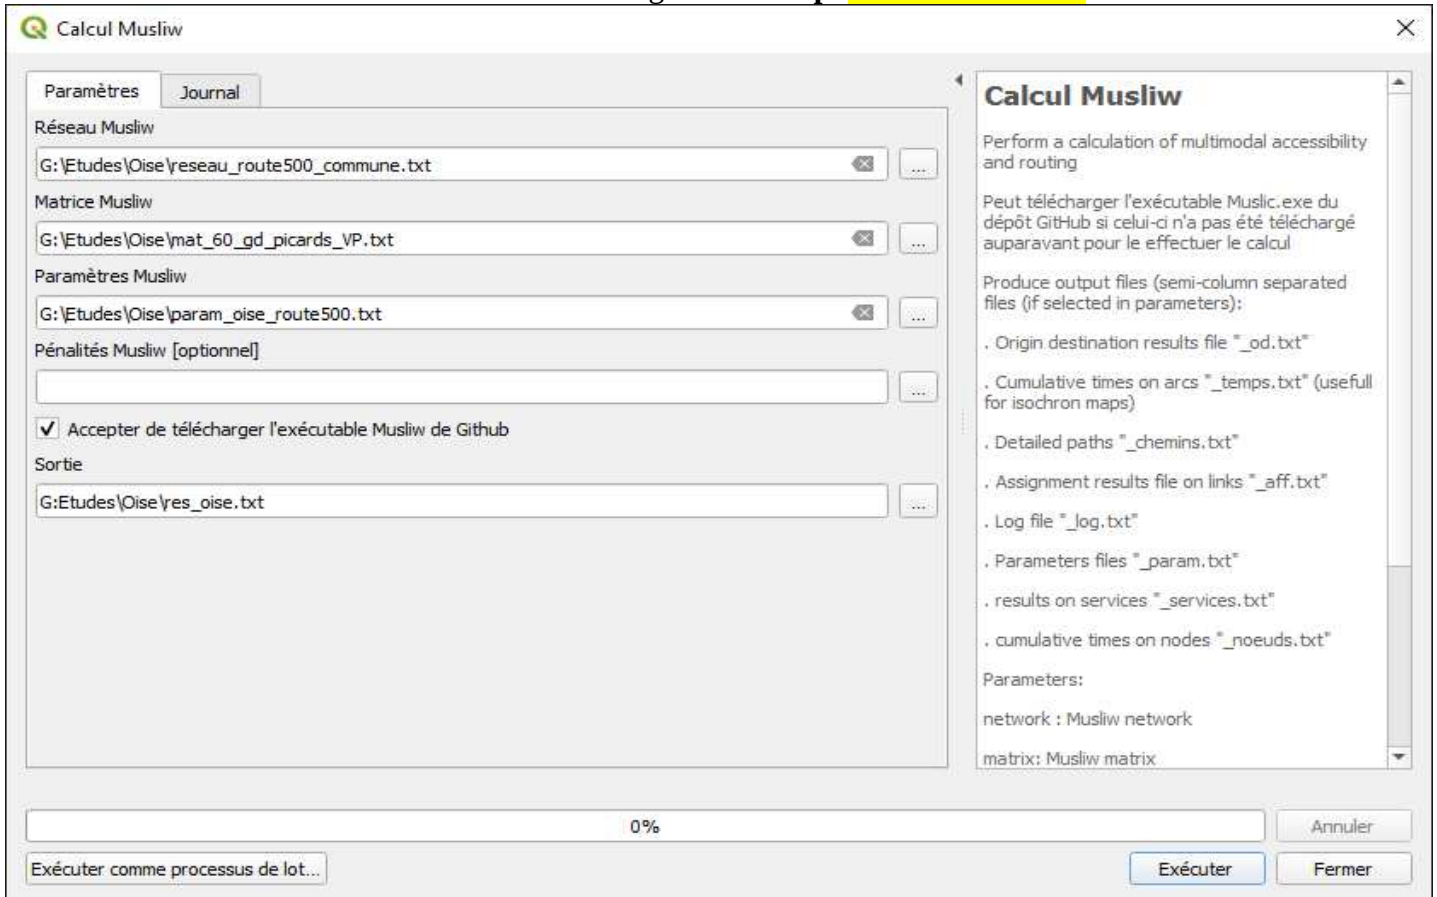 Calcul Musliw
Paramètres
Journal
Réseau Musliw
G:\Etudes\Oise\reseau_route500_commune.txt
...
Matrice Musliw
G:\Etudes\Oise\mat_60_gd_picards_VP.txt
...
Paramètres Musliw
G:\Etudes\Oise\param_oise_route500.txt
...
Pénalités Musliw [optionnel]
...
Accepter de télécharger l'exécutable Musliw de Github
Sortie
G:Etudes\Oise\res_oise.txt
...
Calcul Musliw
Perform a calculation of multimodal accessibility
and routing
Peut télécharger l'exécutable Muslic.exe du
dépôt GitHub si celui-ci n'a pas été téléchargé
auparavant pour le effectuer le calcul
Produce output files (semi-column separated
files (if selected in parameters):
. Origin destination results file "_od.txt"
. Cumulative times on arcs "_temps.txt" (usefull
for isochron maps)
. Detailed paths "_chemins.txt"
. Assignment results file on links "_aff.txt"
. Log file "_log.txt"
. Parameters files "_param.txt"
. results on services "_services.txt"
. cumulative times on nodes "_noeuds.txt"
Parameters:
network : Musliw network
matrix: Musliw matrix
0%
Annuler
Exécuter comme processus de lot...
Exécuter
Fermer